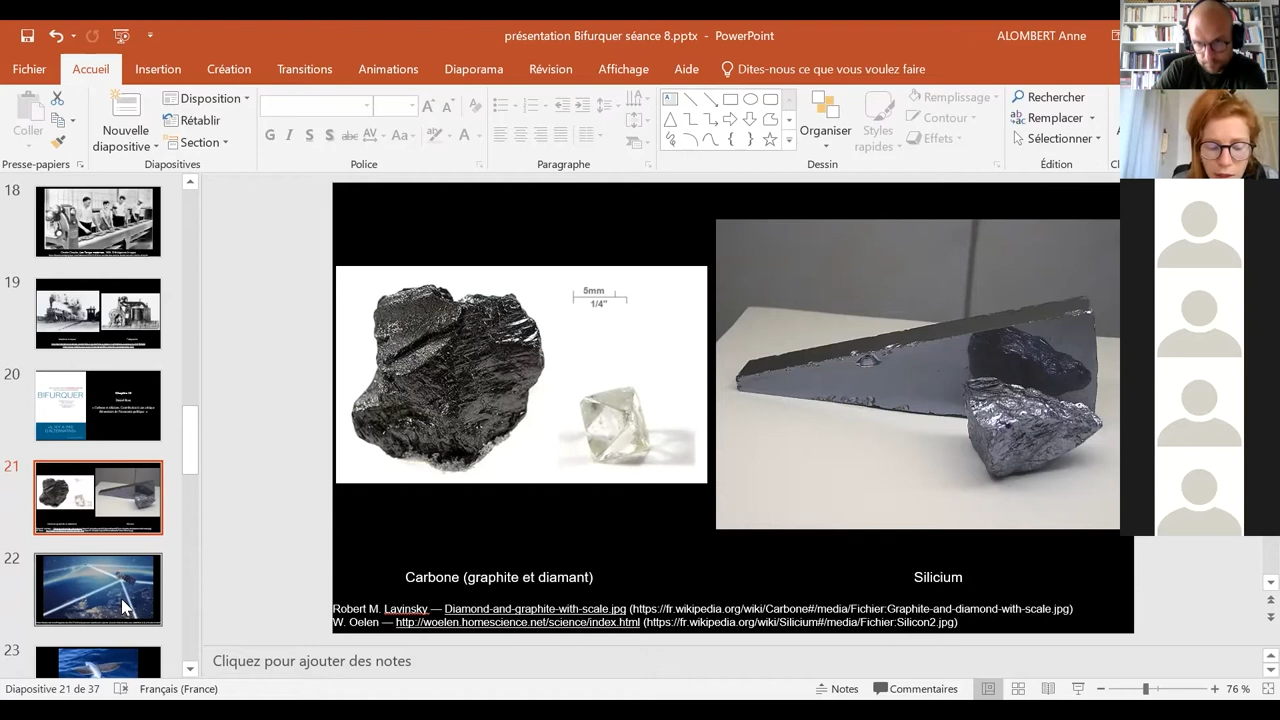 présentation Bifurquer séance 8.pptx - PowerPoint
ALOMBERT Anne
Fichier
Accueil
Insertion
Création
Transitions
Animations
Diaporama
Révision
Affichage
Aide
Dites-nous ce que vous voulez faire
Coller
Presse-papiers
Nouvelle
diapositive
Disposition
Rétablir
Section
Diapositives
G I S S abc AV Aa A
Police
Paragraphe
Organiser
Styles
rapides
Remplissage
Contour
Effets
Dessin
Rechercher
Remplacer
Sélectionner
Édition
18
19
20
BIFURQUER
21
22
23
5mm
1/4"
Carbone (graphite et diamant)
Silicium
Robert M. Lavinsky — Diamond-and-graphite-with-scale.jpg (https://fr.wikipedia.org/wiki/Carbone#/media/Fichier:Graphite-and-diamond-with-scale.jpg)
W. Oelen — http://woelen.homescience.net/science/index.html (https://fr.wikipedia.org/wiki/Silicium#/media/Fichier:Silicon2.jpg)
Cliquez pour ajouter des notes
Diapositive 21 de 37
Français (France)
Notes
Commentaires
76 %